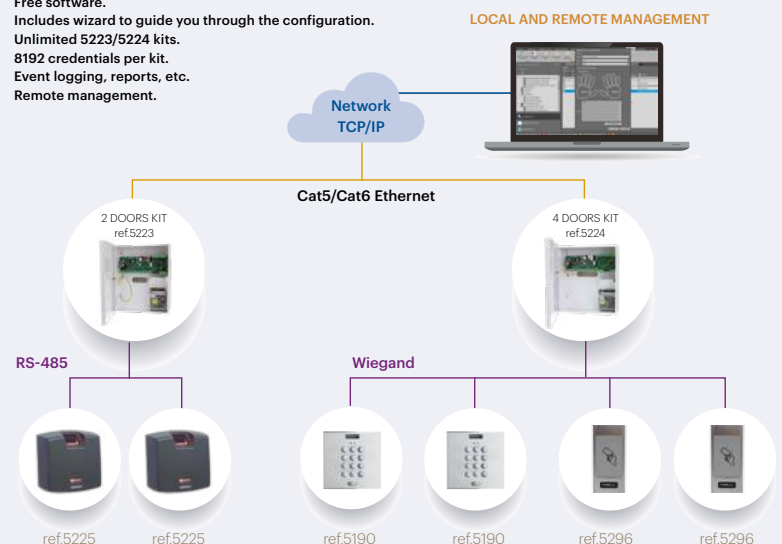 Free software.
Includes wizard to guide you through the configuration.
Unlimited 5223/5224 kits.
8192 credentials per kit.
Event logging, reports, etc.
Remote management.
LOCAL AND REMOTE MANAGEMENT
Network
TCP/IP
Cat5/Cat6 Ethernet
2 DOORS KIT
ref.5223
4 DOORS KIT
ref.5224
RS-485
Wiegand
ref.5225
ref.5225
ref.5190
ref.5190
ref.5296
ref.5296